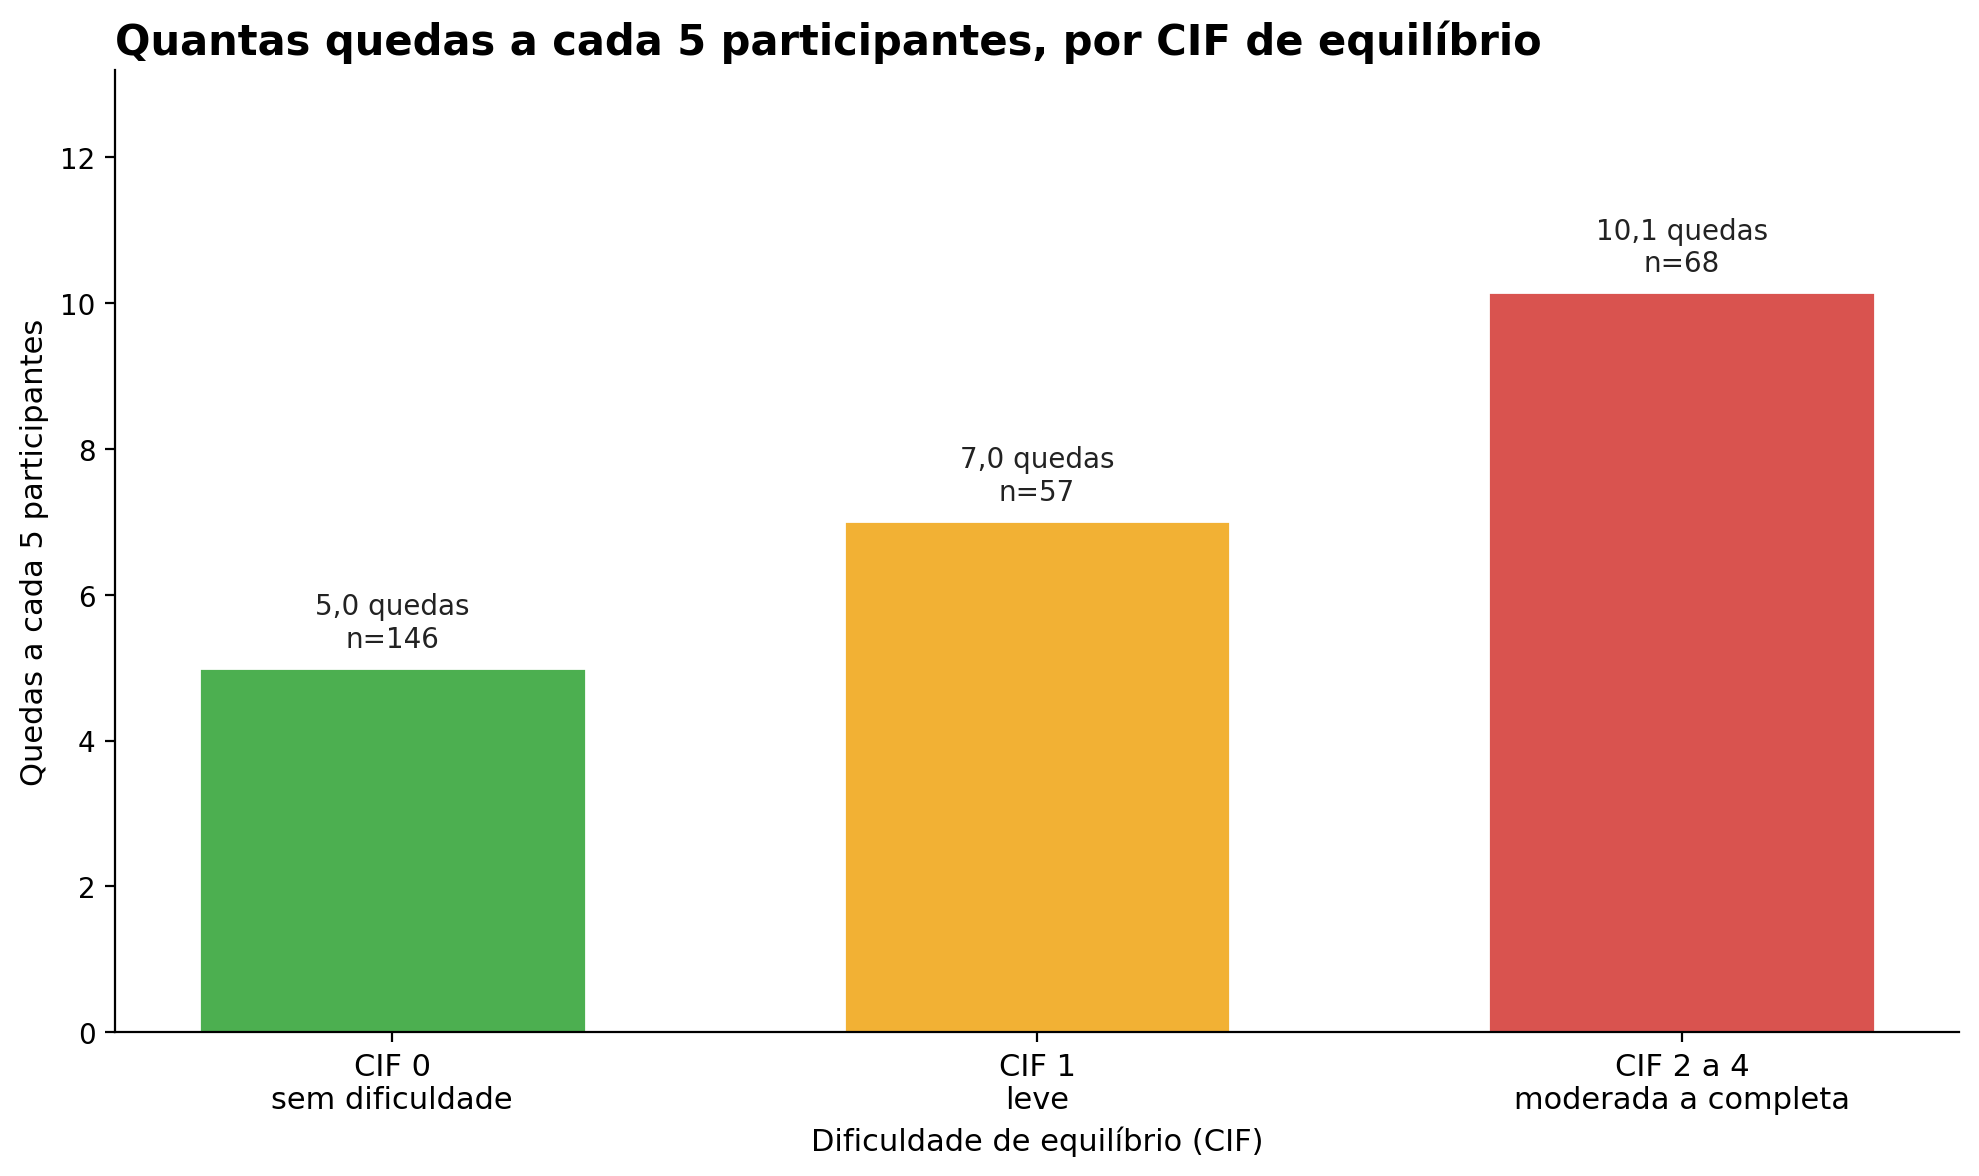 Quantas quedas a cada 5 participantes, por CIF de equilíbrio
Quedas a cada 5 participantes
12
10
8
6
4
2
0
5,0 quedas
n=146
7,0 quedas
n=57
10,1 quedas
n=68
CIF 0
sem dificuldade
CIF 1
leve
CIF 2 a 4
moderada a completa
Dificuldade de equilíbrio (CIF)